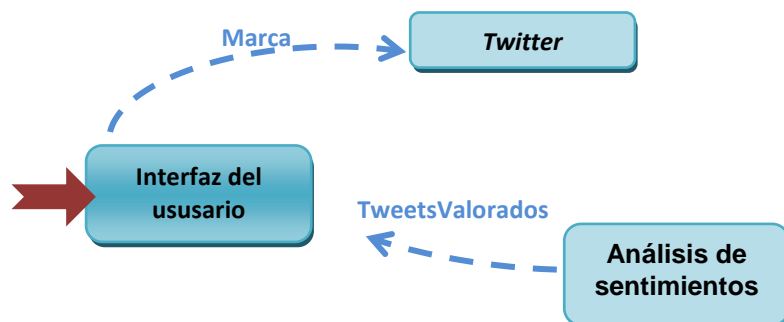 Marca
Twitter
Interfaz del
ususario
TweetsValorados
Análisis de
sentimientos